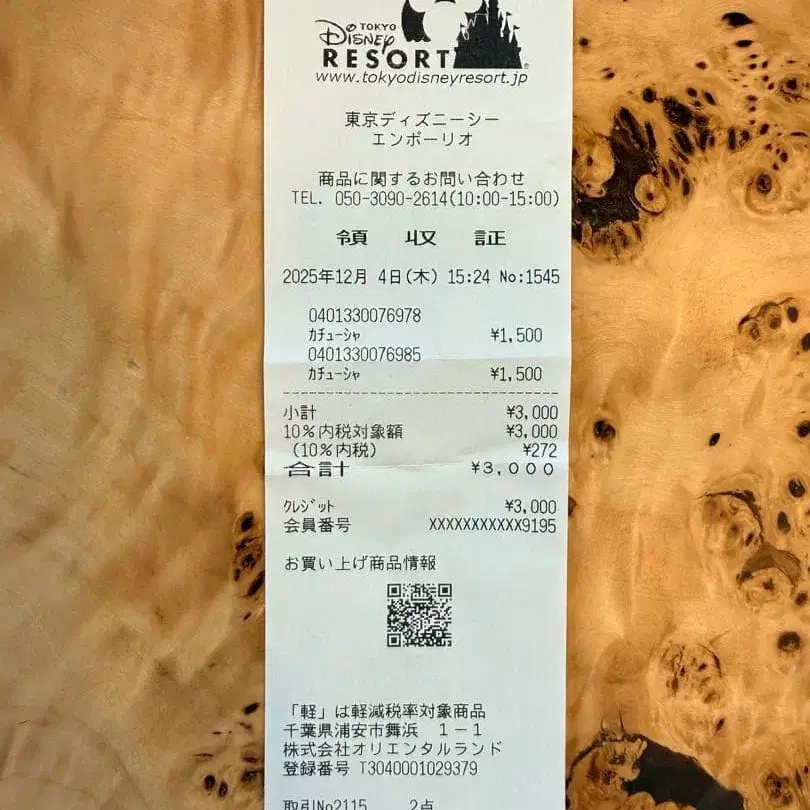 TOKYO
Disney
RESORT®
www.tokyodisneyresort.jp
東京ディズニーシー
エンポーリオ
商品に関するお問い合わせ
TEL. 050-3090-2614(10:00-15:00)
領 収 証
2025年12月 4日(木) 15:24 No:1545
0401330076978
ｶﾁｭｰｼｬ ¥1,500
0401330076985
ｶﾁｭｰｼｬ ¥1,500
小計 ¥3,000
10%内税対象額 ¥3,000
(10%内税) ¥272
合計 ¥3,000
ｸﾚｼﾞｯﾄ ¥3,000
会員番号 XXXXXXXXXXX9195
お買い上げ商品情報
「軽」は軽減税率対象商品
千葉県浦安市舞浜 1－1
株式会社オリエンタルランド
登録番号 T3040001029379
取引No2115 2点